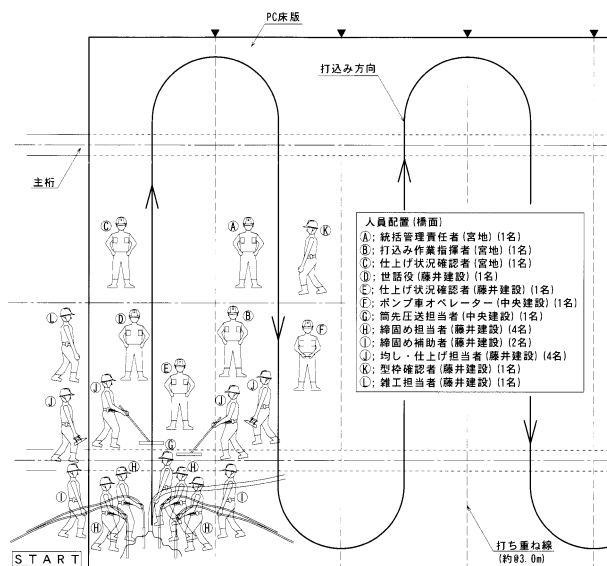 PC床版
打込み方向
主桁
Ⓒ
Ⓐ
Ⓚ
人員配置(橋面)
Ⓐ;統括管理責任者(宮地)(1名)
Ⓑ;打込み作業指揮者(宮地)(1名)
Ⓒ;仕上げ状況確認者(宮地)(1名)
Ⓓ;世話役(藤井建設)(1名)
Ⓔ;仕上げ状況確認者(藤井建設)(1名)
Ⓕ;ポンプ車オペレーター(中央建設)(1名)
Ⓖ;筒先圧送担当者(中央建設)(1名)
Ⓗ;締固め担当者(藤井建設)(4名)
Ⓘ;締固め補助者(藤井建設)(2名)
Ⓙ;均し・仕上げ担当者(藤井建設)(4名)
Ⓚ;型枠確認者(藤井建設)(1名)
Ⓛ;雑工担当者(藤井建設)(1名)
Ⓛ
Ⓓ
Ⓑ
Ⓕ
Ⓔ
Ⓙ
Ⓙ
Ⓙ
Ⓙ
Ⓖ
Ⓗ
Ⓗ
Ⓘ
Ⓘ
Ⓗ
Ⓗ
START
打ち重ね線
(約@3.0m)